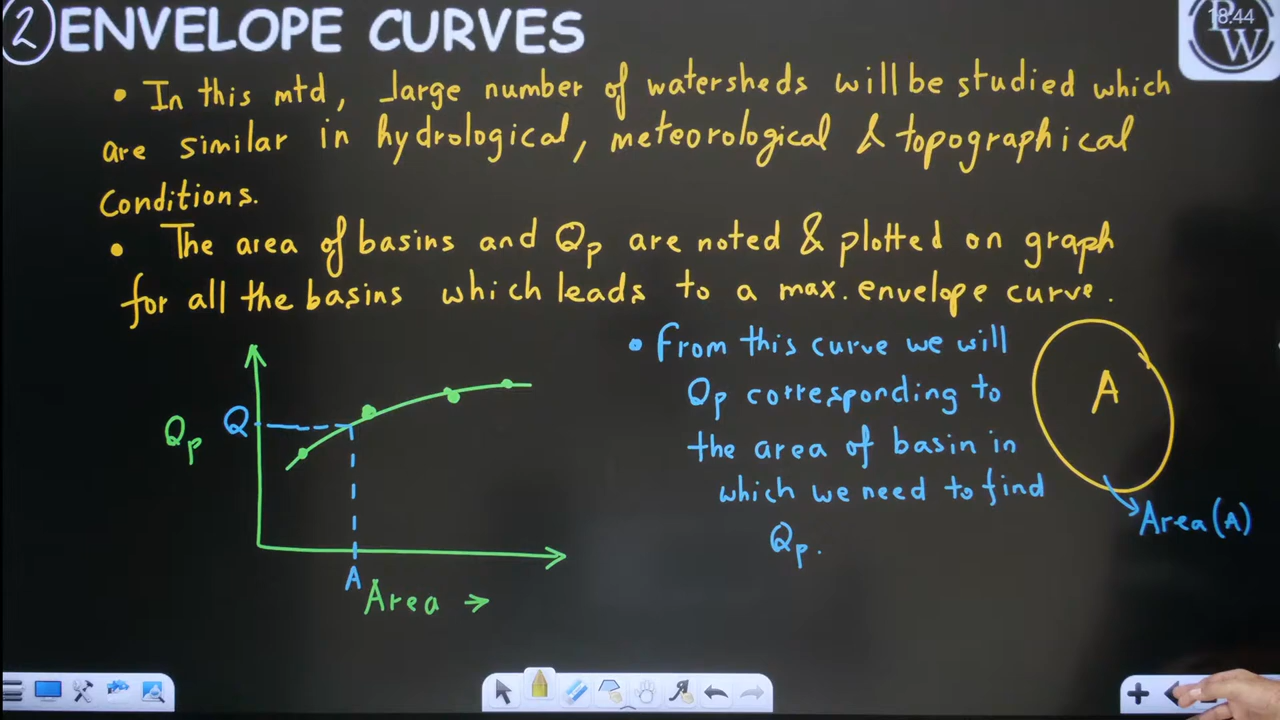 ② ENVELOPE CURVES
18:44
PW
• In this mtd, large number of watersheds will be studied which
are similar in hydrological, meteorological & topographical
Conditions.
• The area of basins and Qp are noted & plotted on graph
for all the basins which leads to a max. envelope curve.
• From this curve we will
Qp corresponding to
the area of basin in
which we need to find
Qp.
A
Area (A)
Qp
Q
A
Area →